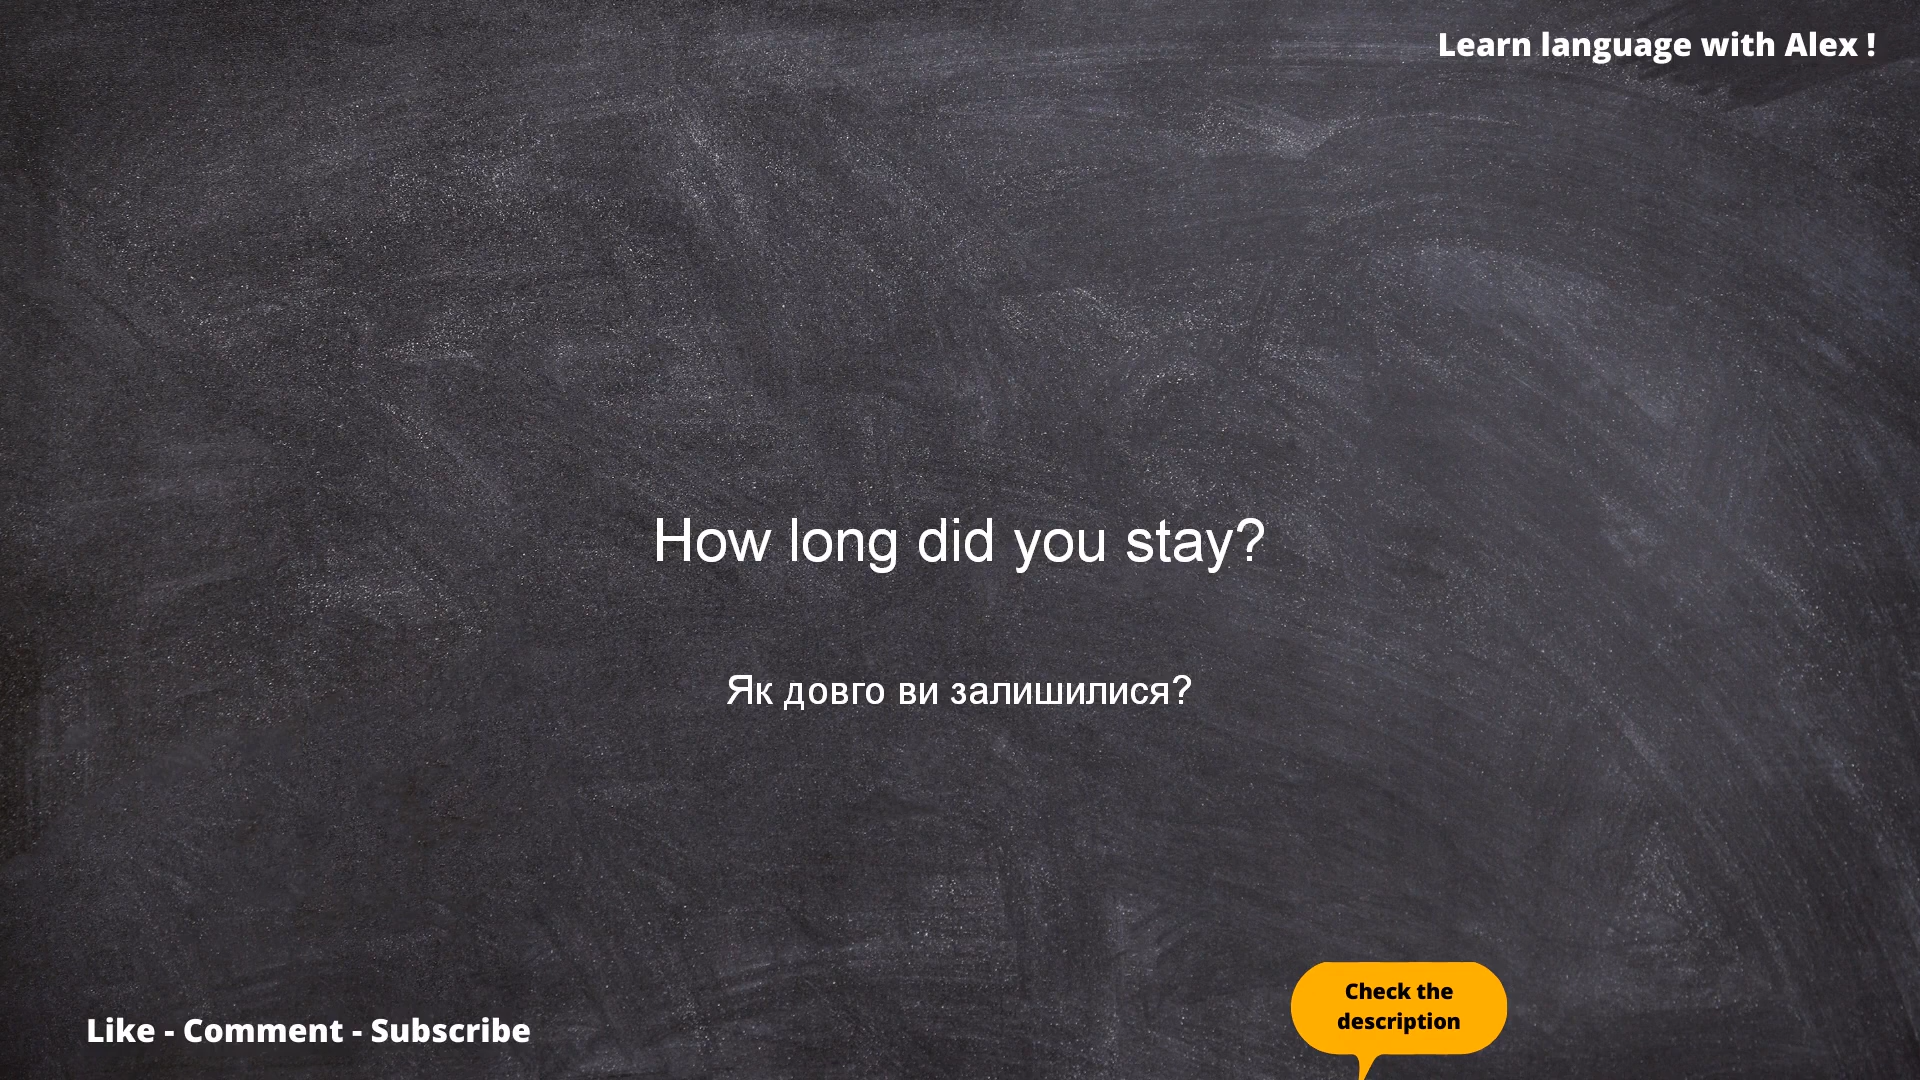 Learn language with Alex !
How long did you stay?
Як довго ви залишилися?
Check the
description
Like - Comment - Subscribe